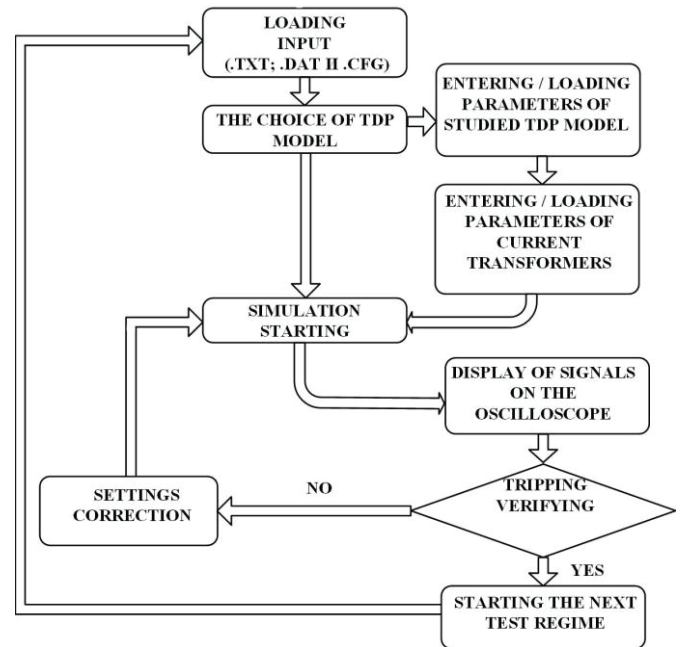 LOADING
INPUT
(.TXT; .DAT II .CFG)
THE CHOICE OF TDP
MODEL
ENTERING / LOADING
PARAMETERS OF
STUDIED TDP MODEL
ENTERING / LOADING
PARAMETERS OF
CURRENT
TRANSFORMERS
SIMULATION
STARTING
DISPLAY OF SIGNALS
ON THE
OSCILLOSCOPE
TRIPPING
VERIFYING
NO
SETTINGS
CORRECTION
YES
STARTING THE NEXT
TEST REGIME